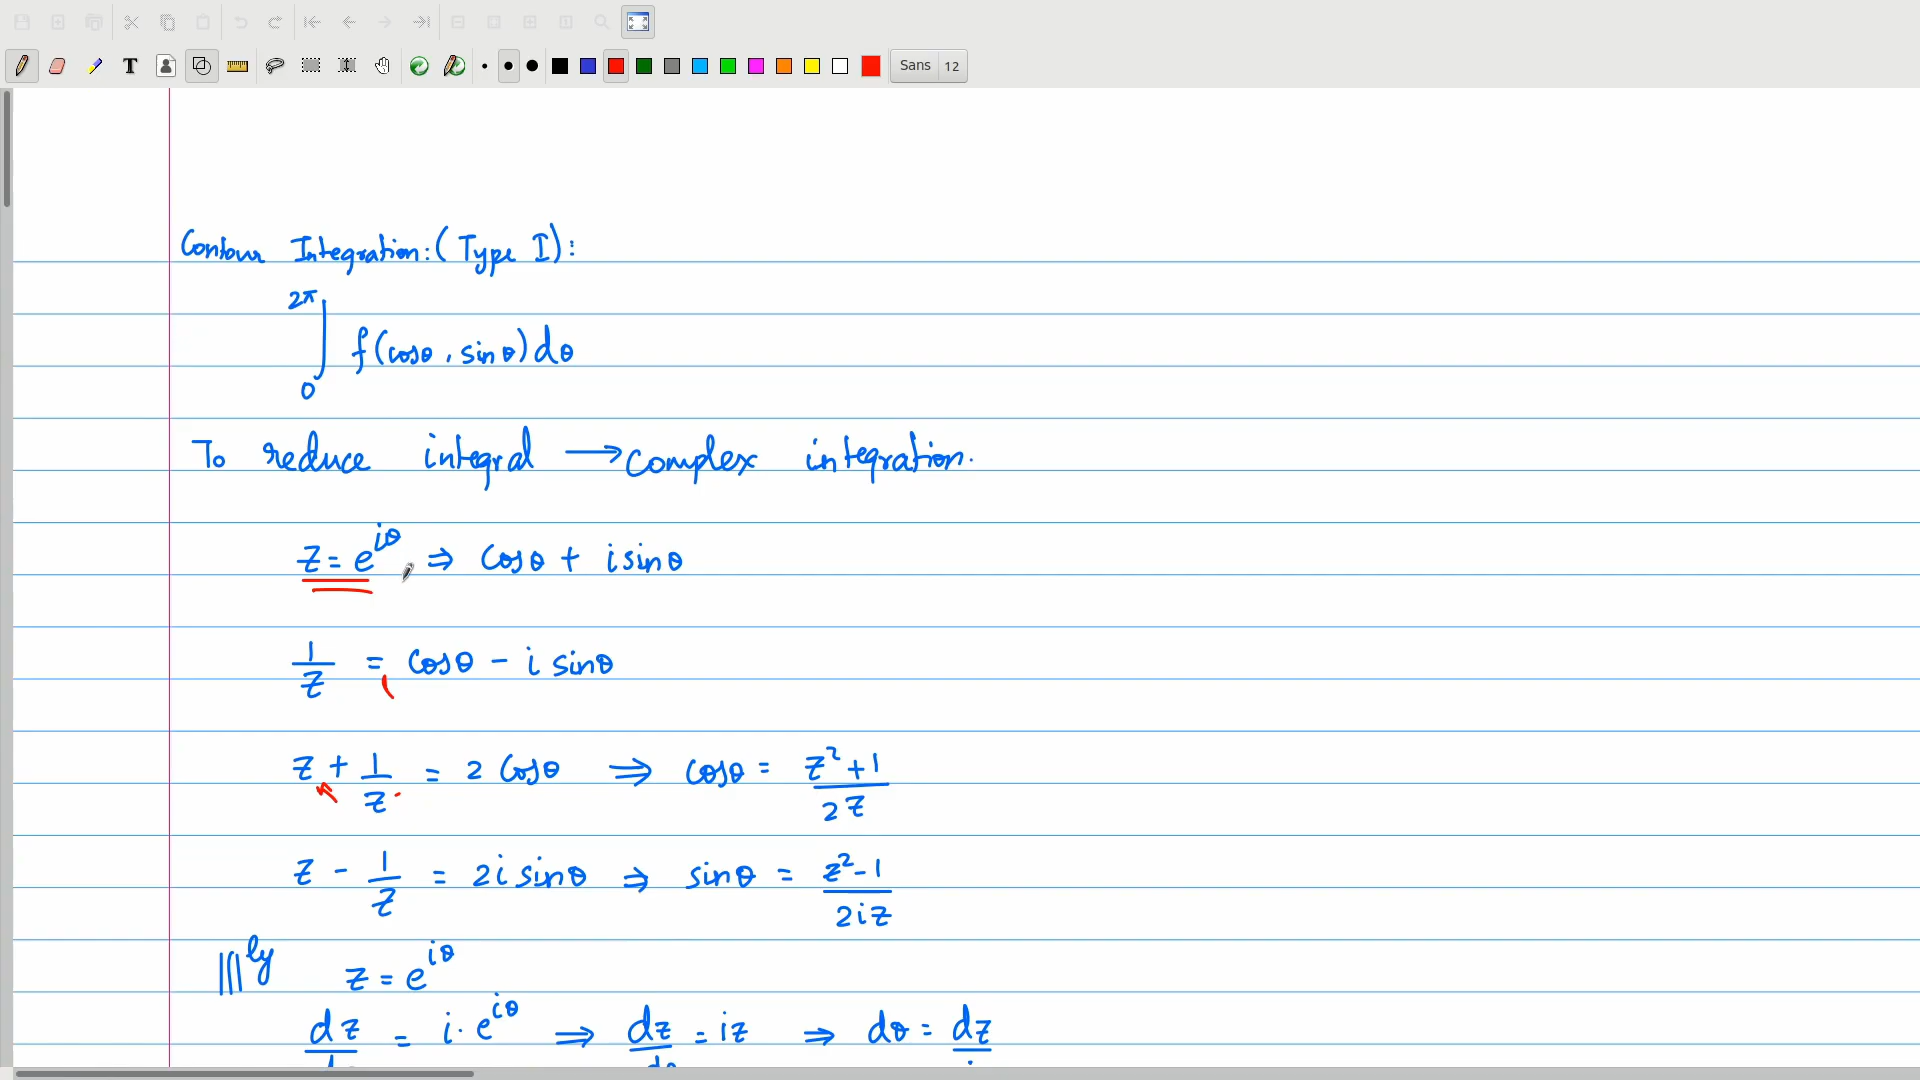 T
Sans 12
Contour Integration: (Type I):
2π
∫ f(cosθ, sinθ) dθ
0
To reduce integral → complex integration.
z = e^{iθ} ⇒ cosθ + i sinθ
1/z = cosθ - i sinθ
z + 1/z = 2 cosθ ⇒ cosθ = (z²+1)/(2z)
z - 1/z = 2i sinθ ⇒ sinθ = (z²-1)/(2iz)
|||ly z = e^{iθ}
dz/dθ = i·e^{iθ} ⇒ dz/dθ = iz ⇒ dθ = dz/i